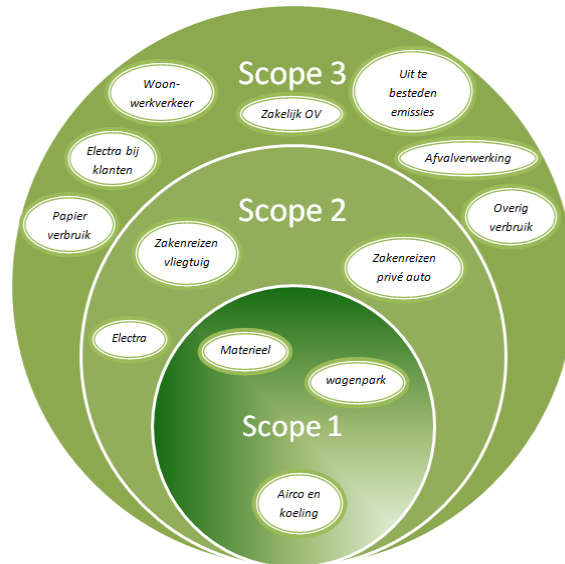 Scope 3
Woon-
werkverkeer
Zakelijk OV
Uit te
besteden
emissies
Electra bij
klanten
Afvalverwerking
Papier
verbruik
Overig
verbruik
Scope 2
Zakenreizen
vliegtuig
Zakenreizen
privé auto
Electra
Materieel
wagenpark
Scope 1
Airco en
koeling